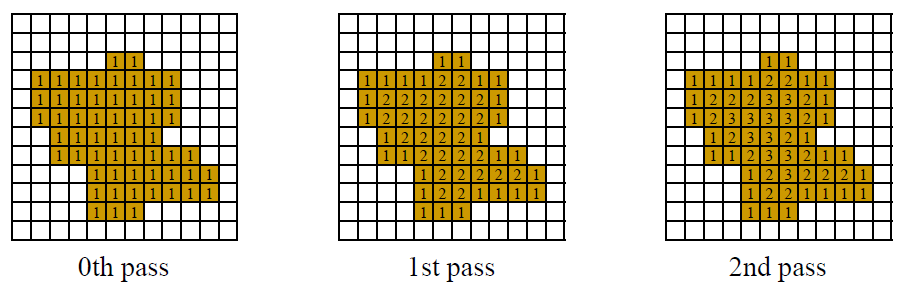 1 1
1 1 1 1 1 1 1 1
1 1 1 1 1 1 1 1
1 1 1 1 1 1 1 1
1 1 1 1 1 1
1 1 1 1 1 1 1 1
1 1 1 1 1 1 1
1 1 1 1 1 1 1
1 1 1
0th pass
1 1
1 1 1 1 2 2 1 1
1 2 2 2 2 2 2 1
1 2 2 2 2 2 2 1
1 2 2 2 2 1
1 1 2 2 2 2 1 1
1 2 2 2 2 2 1
1 2 2 1 1 1 1
1 1 1
1st pass
1 1
1 1 1 1 2 2 1 1
1 2 2 2 3 3 2 1
1 2 3 3 3 3 2 1
1 2 3 3 2 1
1 1 2 3 3 2 1 1
1 2 3 2 2 2 1
1 2 2 1 1 1 1
1 1 1
2nd pass